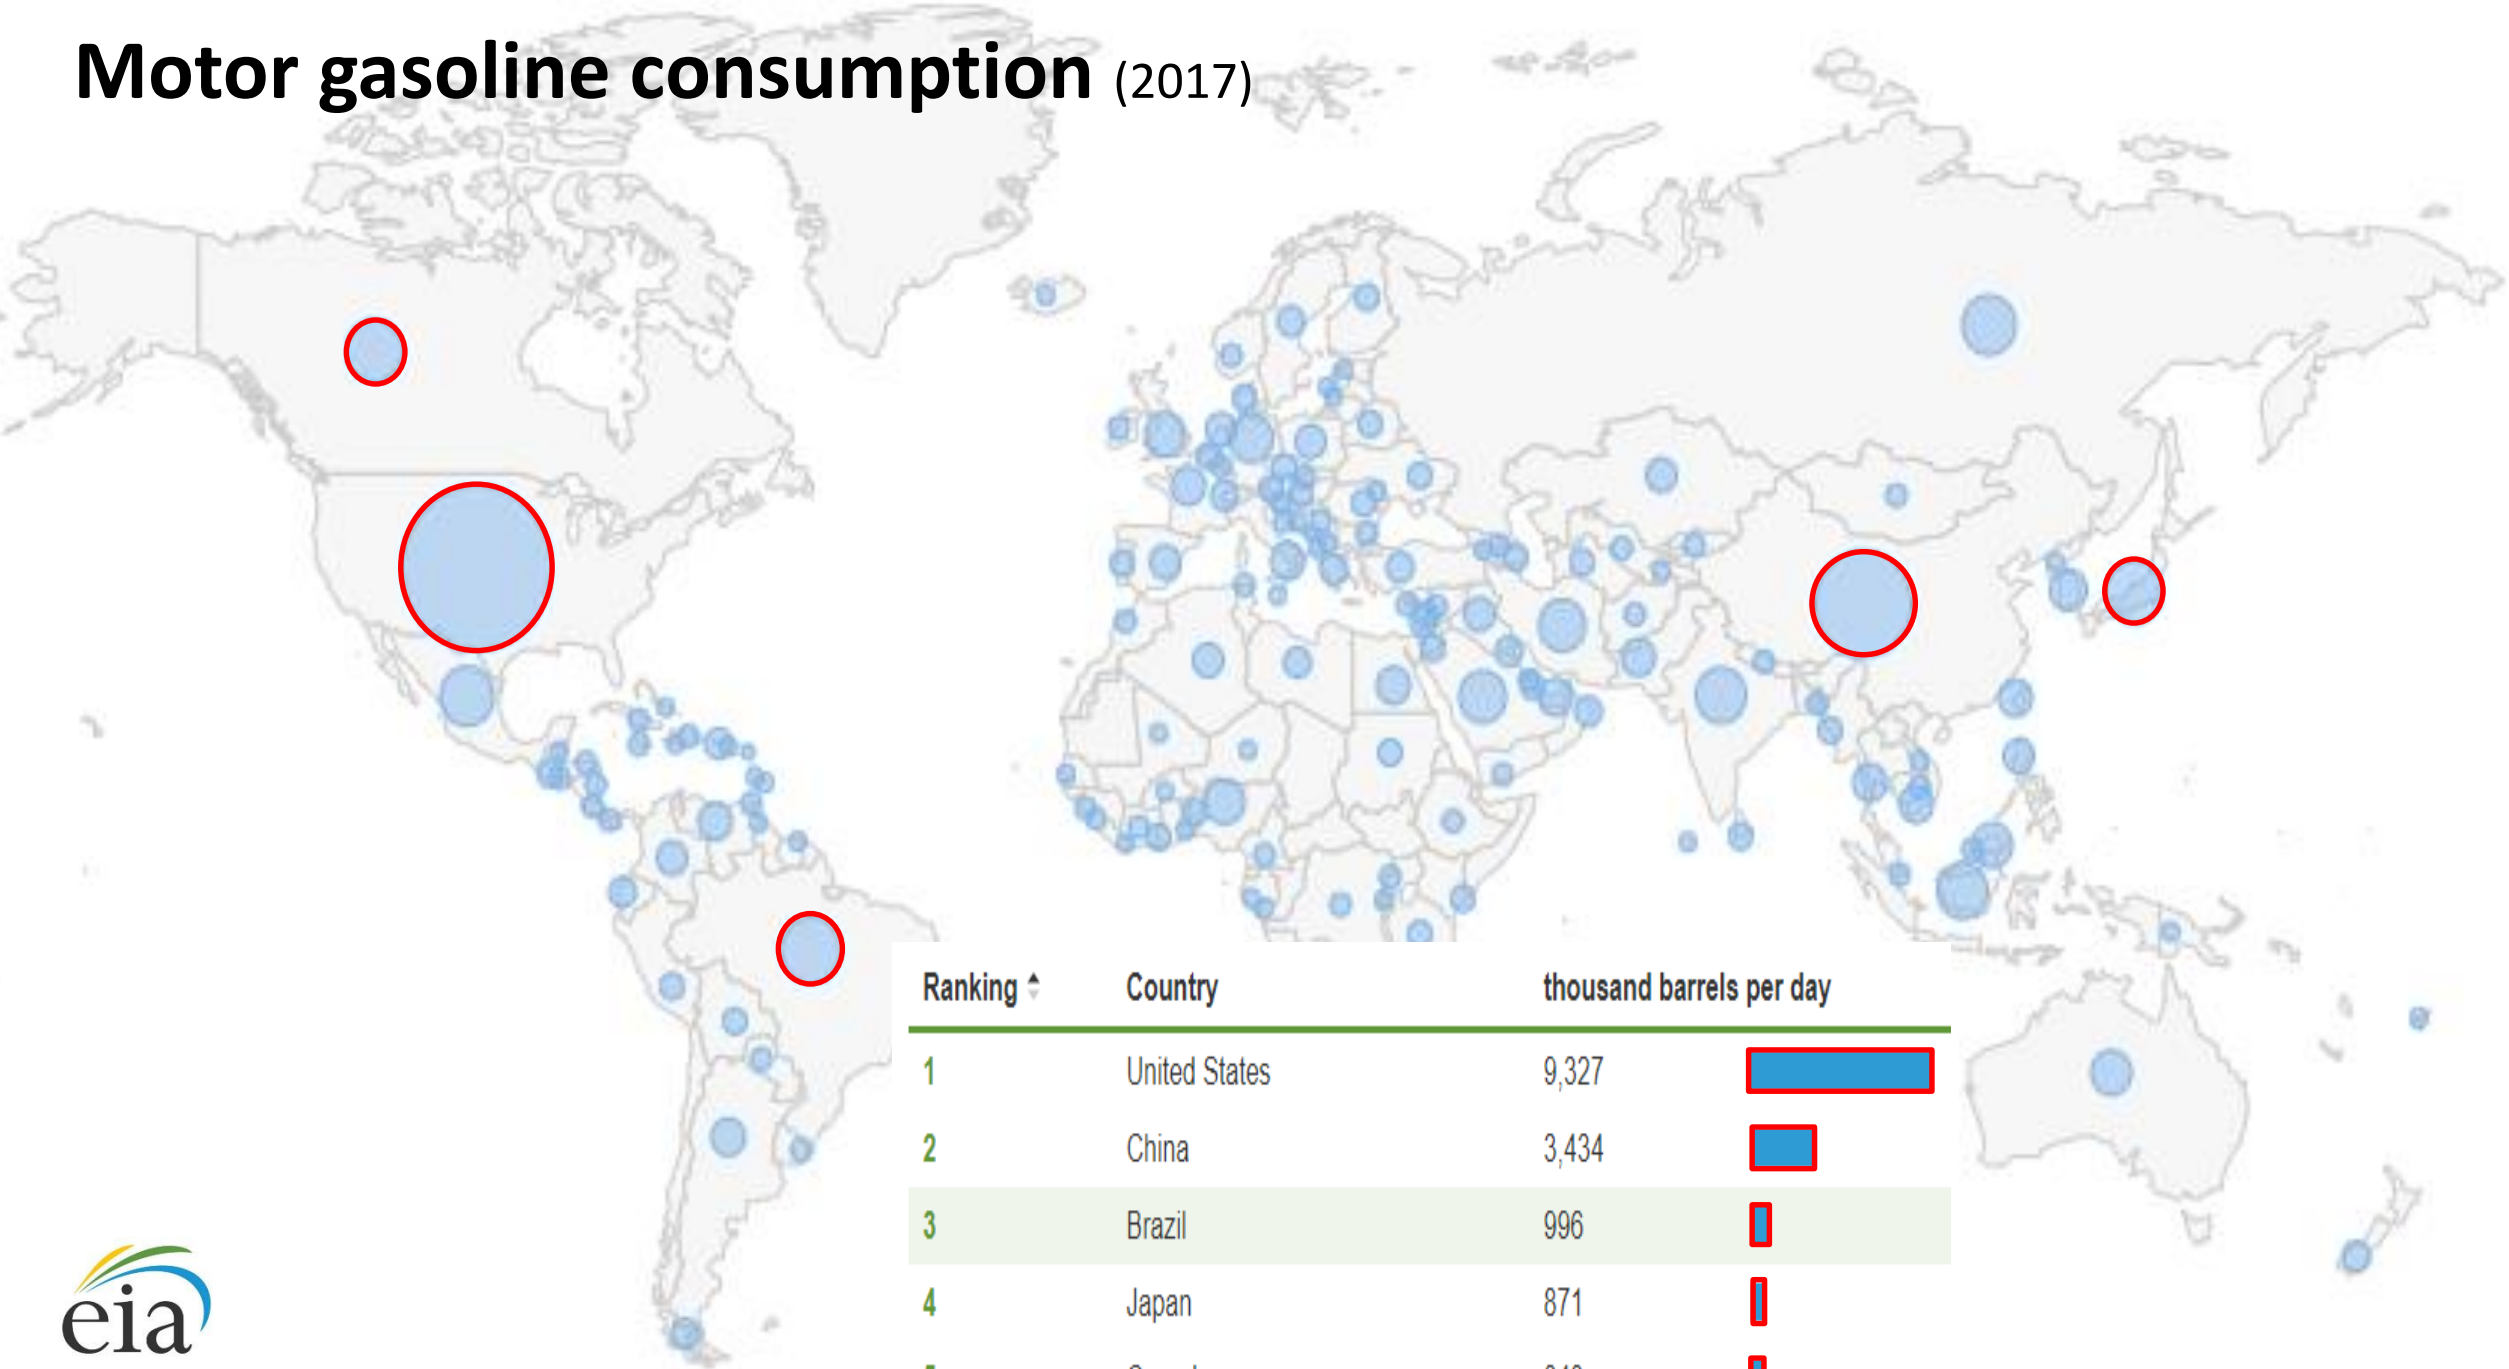 Motor gasoline consumption (2017)
Ranking Country thousand barrels per day
1 United States 9,327
2 China 3,434
3 Brazil 996
4 Japan 871
eia